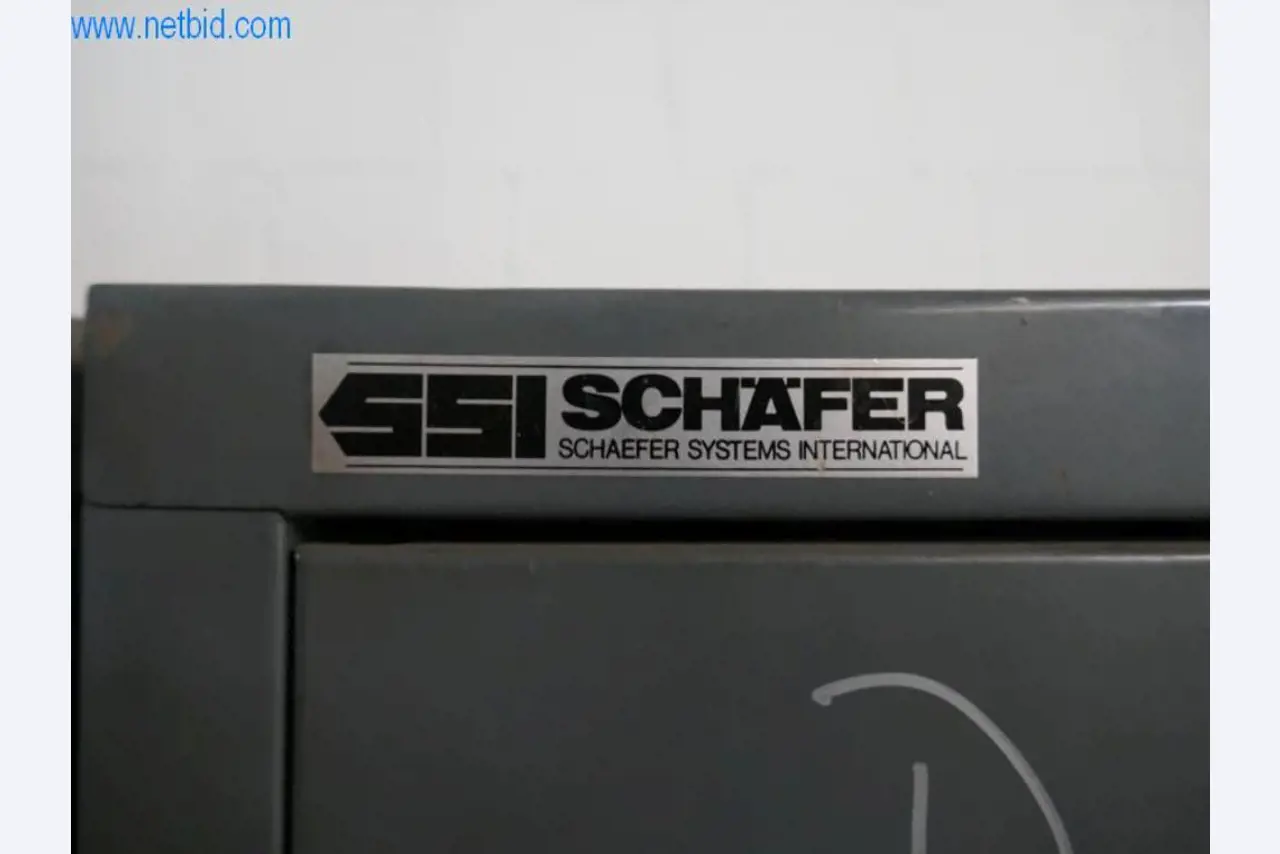 www.netbid.com
SSI SCHÄFER
SCHAEFER SYSTEMS INTERNATIONAL
D